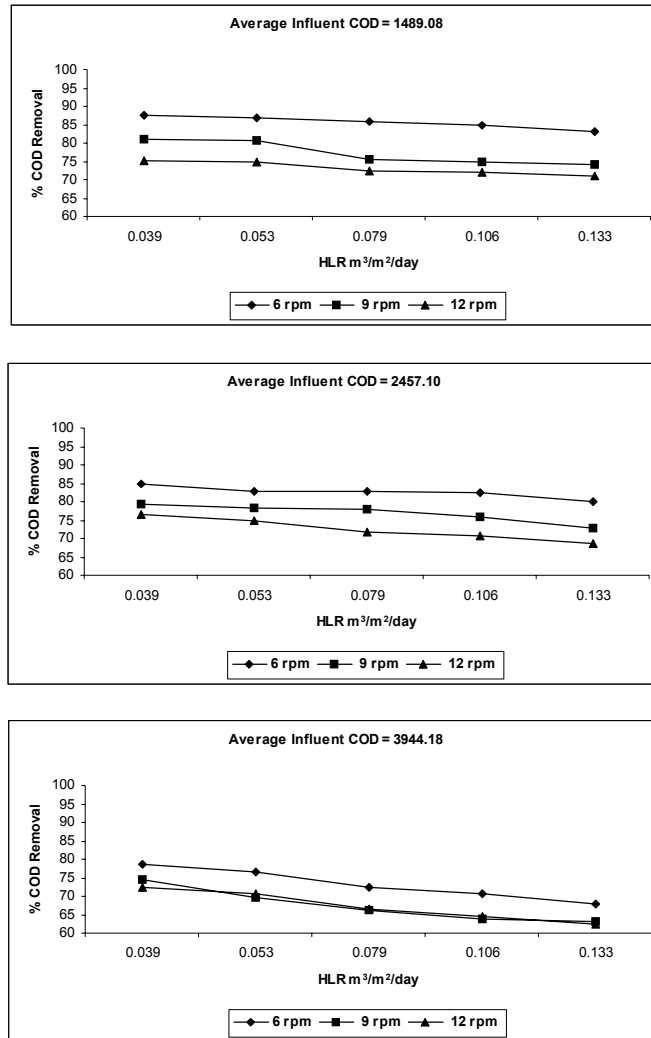 Average Influent COD = 1489.08
% COD Removal
100
95
90
85
80
75
70
65
60
0.039 0.053 0.079 0.106 0.133
HLR m³/m²/day
6 rpm 9 rpm 12 rpm
Average Influent COD = 2457.10
% COD Removal
100
95
90
85
80
75
70
65
60
0.039 0.053 0.079 0.106 0.133
HLR m³/m²/day
6 rpm 9 rpm 12 rpm
Average Influent COD = 3944.18
% COD Removal
100
95
90
85
80
75
70
65
60
0.039 0.053 0.079 0.106 0.133
HLR m³/m²/day
6 rpm 9 rpm 12 rpm